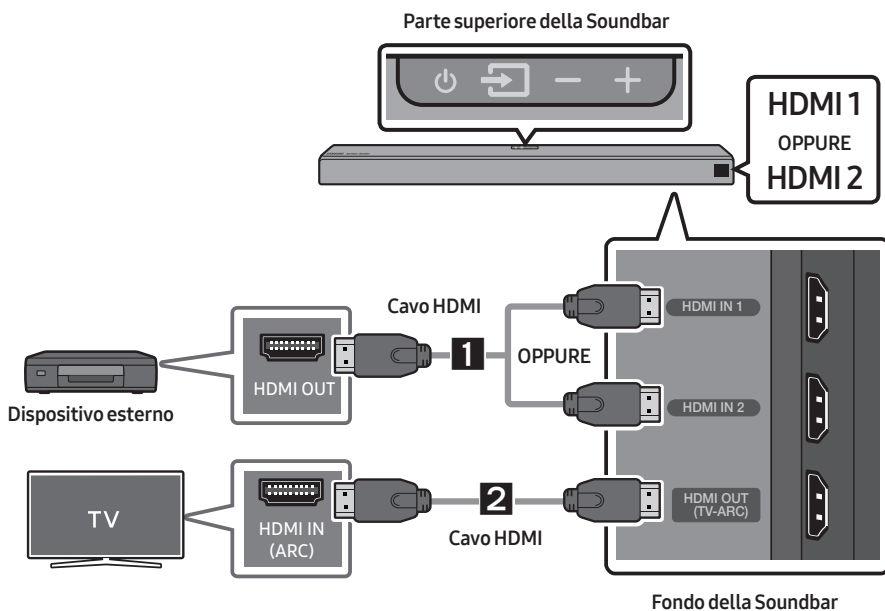 Parte superiore della Soundbar
HDMI 1
OPPURE
HDMI 2
Cavo HDMI
HDMI IN 1
1
OPPURE
HDMI OUT
HDMI IN 2
Dispositivo esterno
TV
HDMI IN
(ARC)
2
Cavo HDMI
HDMI OUT
(TV-ARC)
Fondo della Soundbar